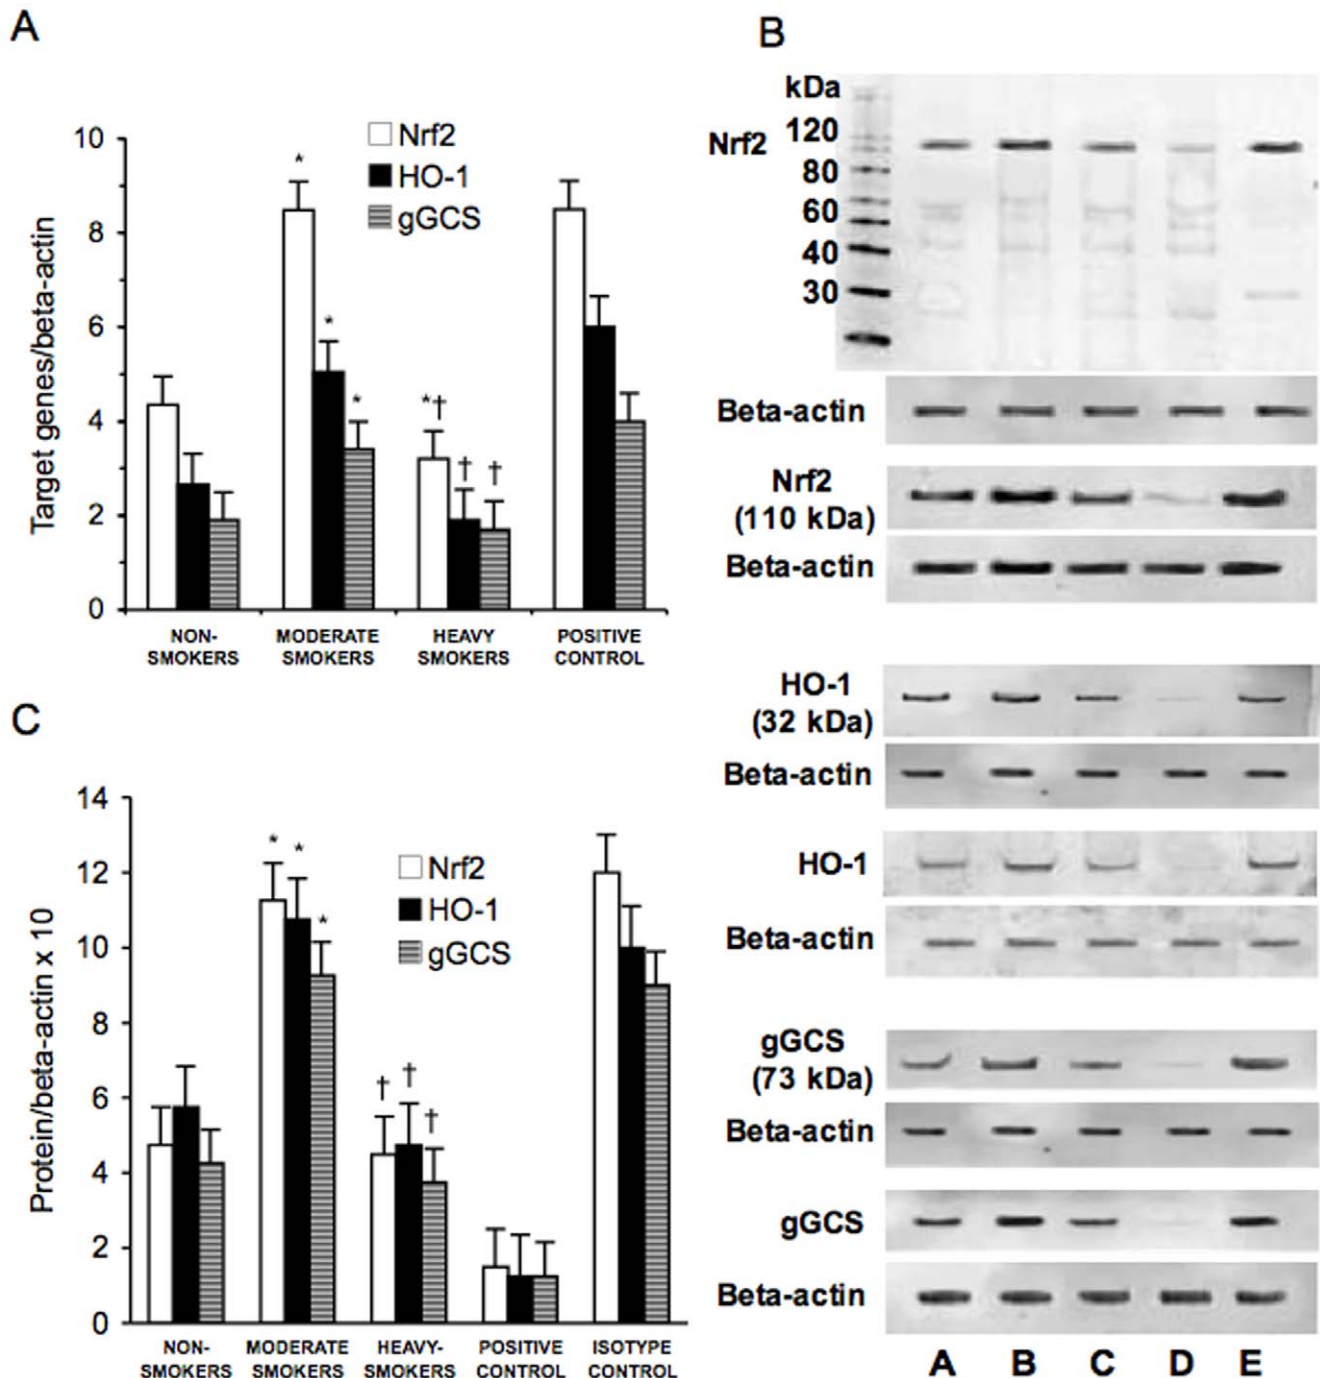 A
Target genes/beta-actin
10
8
6
4
2
0
Nrf2
HO-1
gGCS
*
*
*
*†
†
†
NON-
SMOKERS
MODERATE
SMOKERS
HEAVY
SMOKERS
POSITIVE
CONTROL
B
kDa
Nrf2
120
80
60
40
30
Beta-actin
Nrf2
(110 kDa)
Beta-actin
HO-1
(32 kDa)
Beta-actin
HO-1
Beta-actin
gGCS
(73 kDa)
Beta-actin
gGCS
Beta-actin
A B C D E
C
Protein/beta-actin x 10
14
12
10
8
6
4
2
0
Nrf2
HO-1
gGCS
*
*
*
†
†
†
NON-
SMOKERS
MODERATE
SMOKERS
HEAVY-
SMOKERS
POSITIVE
CONTROL
ISOTYPE
CONTROL